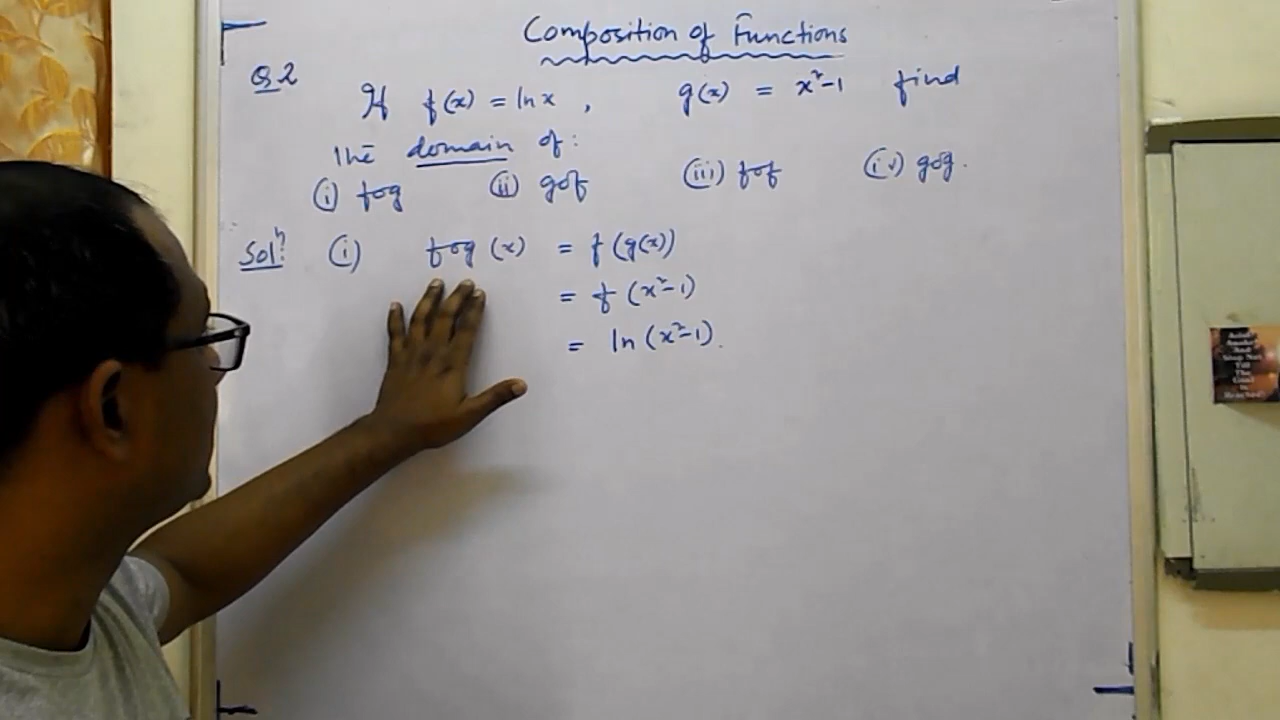 Composition of Functions
Q2 If f(x) = ln x , g(x) = x²-1 find
the domain of :
(i) fog (ii) gof (iii) fof (iv) gog.
Solⁿ: (i) fog (x) = f(g(x))
= f(x²-1)
= ln(x²-1).